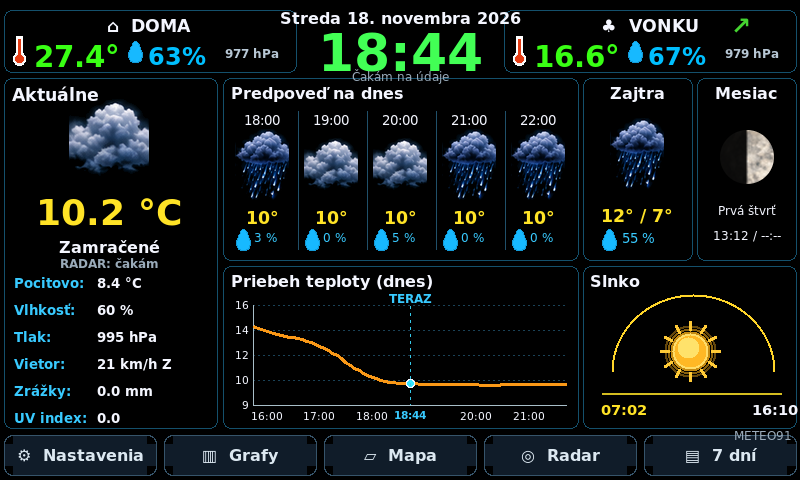 Streda 18. novembra 2026
DOMA
27.4° 63% 977 hPa
18:44
Čakám na údaje
VONKU
16.6° 67% 979 hPa
Aktuálne
10.2 °C
Zamračené
RADAR: čakám
Pocitovo: 8.4 °C
Vlhkosť: 60 %
Tlak: 995 hPa
Vietor: 21 km/h Z
Zrážky: 0.0 mm
UV index: 0.0
Predpoveď na dnes
18:00 19:00 20:00 21:00 22:00
10° 10° 10° 10° 10°
3 % 0 % 5 % 0 % 0 %
Zajtra
12° / 7°
55 %
Mesiac
Prvá štvrť
13:12 / --:--
Priebeh teploty (dnes)
TERAZ
16
14
12
10
9
16:00 17:00 18:00 18:44 20:00 21:00
Slnko
07:02 16:10
METEO91
Nastavenia Grafy Mapa Radar 7 dní